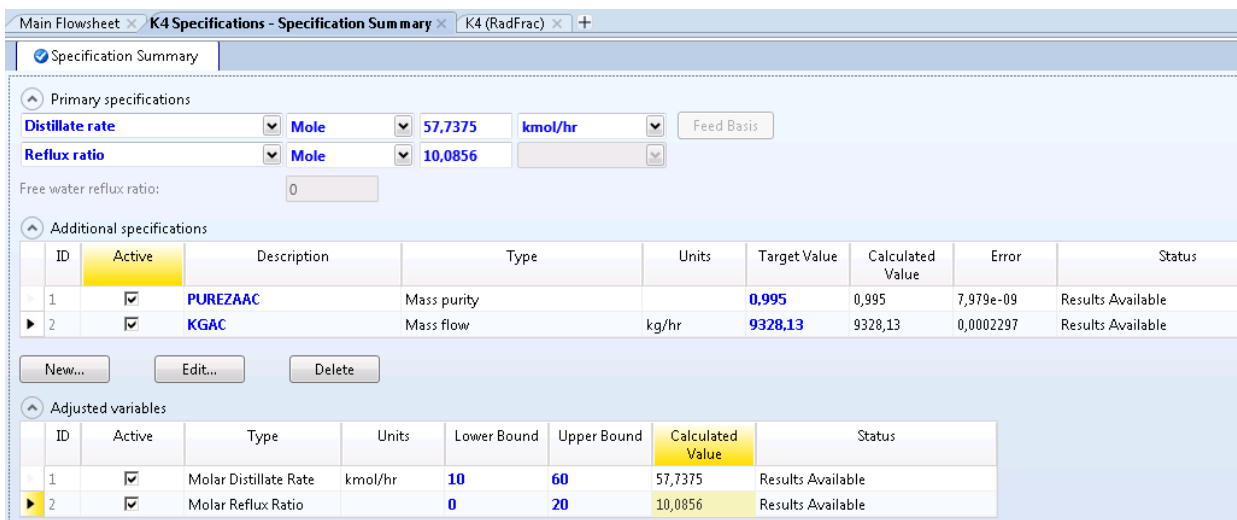 Main Flowsheet K4 Specifications - Specification Summary K4 (RadFrac) +
Specification Summary
Primary specifications
Distillate rate Mole 57,7375 kmol/hr Feed Basis
Reflux ratio Mole 10,0856
Free water reflux ratio: 0
Additional specifications
ID Active Description Type Units Target Value Calculated Value Error Status
1 PUREZAAC Mass purity 0,995 0,995 7,979e-09 Results Available
2 KGAC Mass flow kg/hr 9328,13 9328,13 0,0002297 Results Available
New... Edit... Delete
Adjusted variables
ID Active Type Units Lower Bound Upper Bound Calculated Value Status
1 Molar Distillate Rate kmol/hr 10 60 57,7375 Results Available
2 Molar Reflux Ratio 0 20 10,0856 Results Available